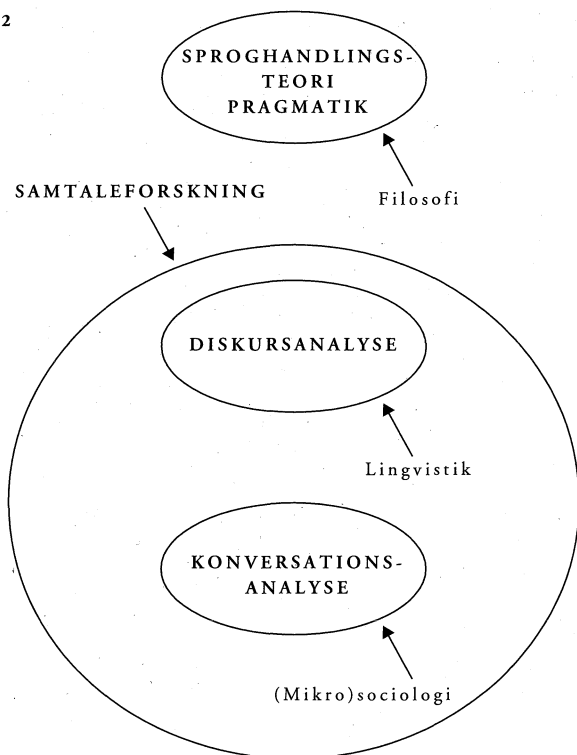 2
SPROGHANDLINGS-
TEORI
PRAGMATIK
SAMTALEFORSKNING
Filosofi
DISKURSANALYSE
Lingvistik
KONVERSATIONS-
ANALYSE
(Mikro)sociologi